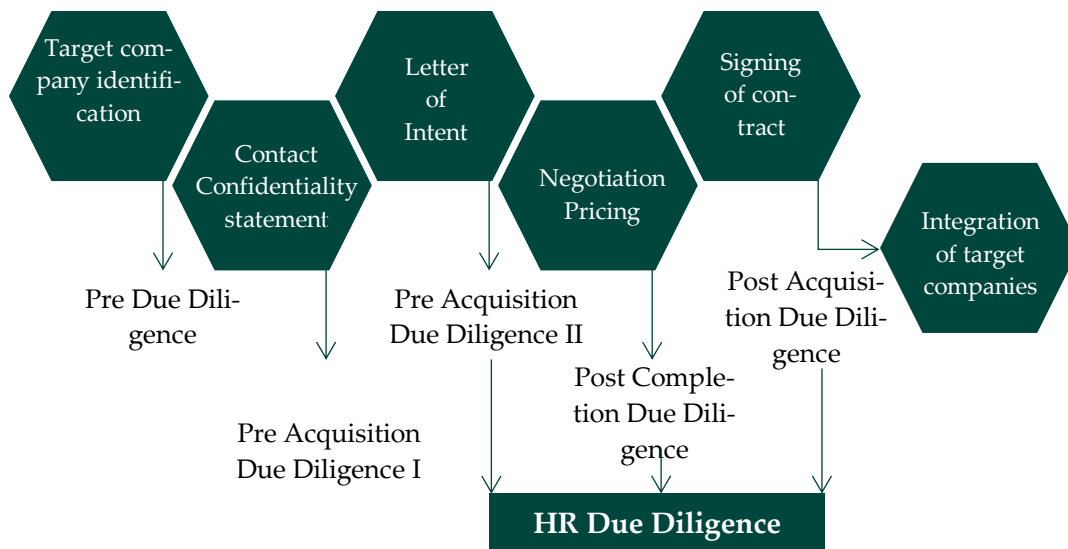 Target com-
pany identifi-
cation
Contact
Confidentiality
statement
Letter
of
Intent
Negotiation
Pricing
Signing
of con-
tract
Integration
of target
companies
Pre Due Dili-
gence
Pre Acquisition
Due Diligence I
Pre Acquisition
Due Diligence II
Post Comple-
tion Due Dili-
gence
Post Acquisi-
tion Due Dili-
gence
HR Due Diligence